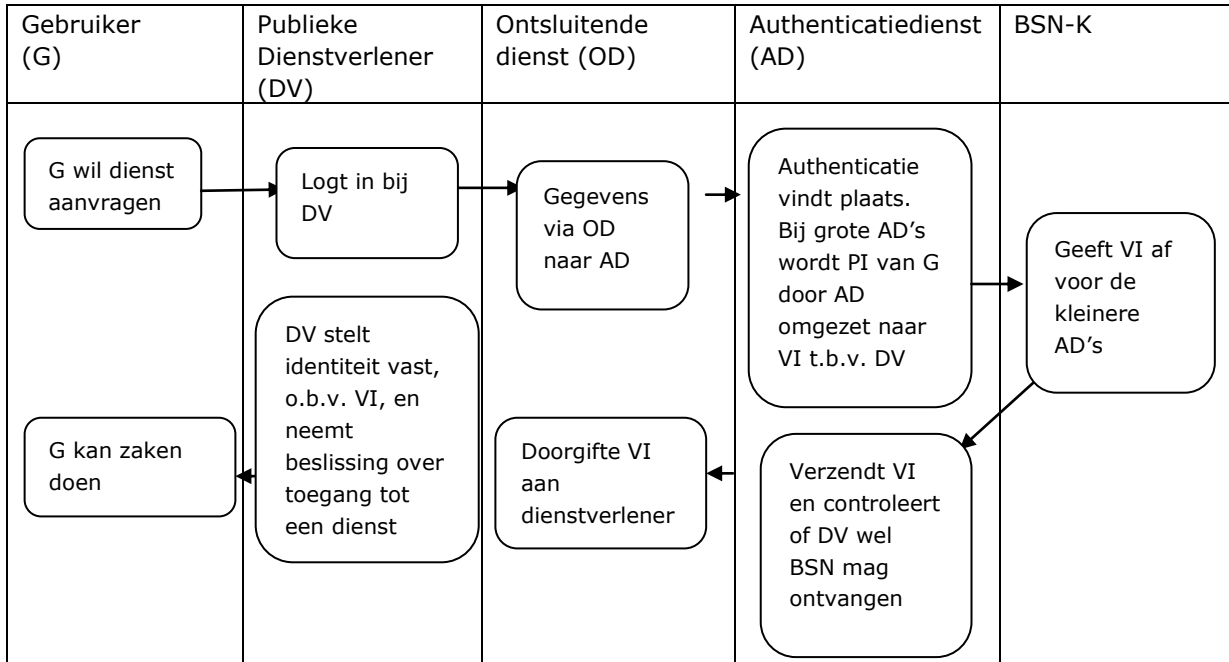 Gebruiker
(G)
Publieke
Dienstverlener
(DV)
Ontsluitende
dienst (OD)
Authenticatiedienst
(AD)
BSN-K
G wil dienst
aanvragen
Logt in bij
DV
Gegevens
via OD
naar AD
Authenticatie
vindt plaats.
Bij grote AD’s
wordt PI van G
door AD
omgezet naar
VI t.b.v. DV
Geeft VI af
voor de
kleinere
AD’s
Verzendt VI
en controleert
of DV wel
BSN mag
ontvangen
Doorgifte VI
aan
dienstverlener
DV stelt
identiteit vast,
o.b.v. VI, en
neemt
beslissing over
toegang tot
een dienst
G kan zaken
doen